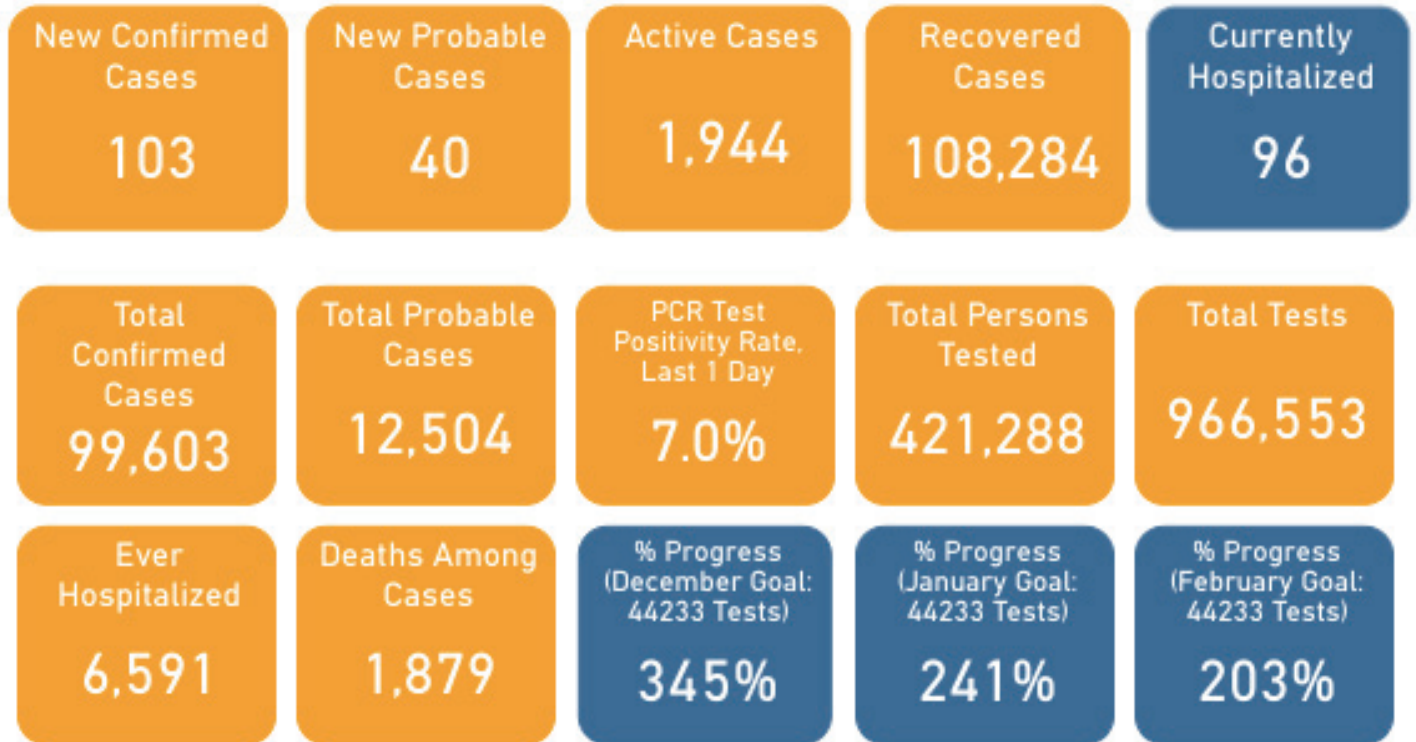 New Confirmed
Cases
103
New Probable
Cases
40
Active Cases
1,944
Recovered
Cases
108,284
Currently
Hospitalized
96
Total
Confirmed
Cases
99,603
Total Probable
Cases
12,504
PCR Test
Positivity Rate,
Last 1 Day
7.0%
Total Persons
Tested
421,288
Total Tests
966,553
Ever
Hospitalized
6,591
Deaths Among
Cases
1,879
% Progress
(December Goal:
44233 Tests)
345%
% Progress
(January Goal:
44233 Tests)
241%
% Progress
(February Goal:
44233 Tests)
203%